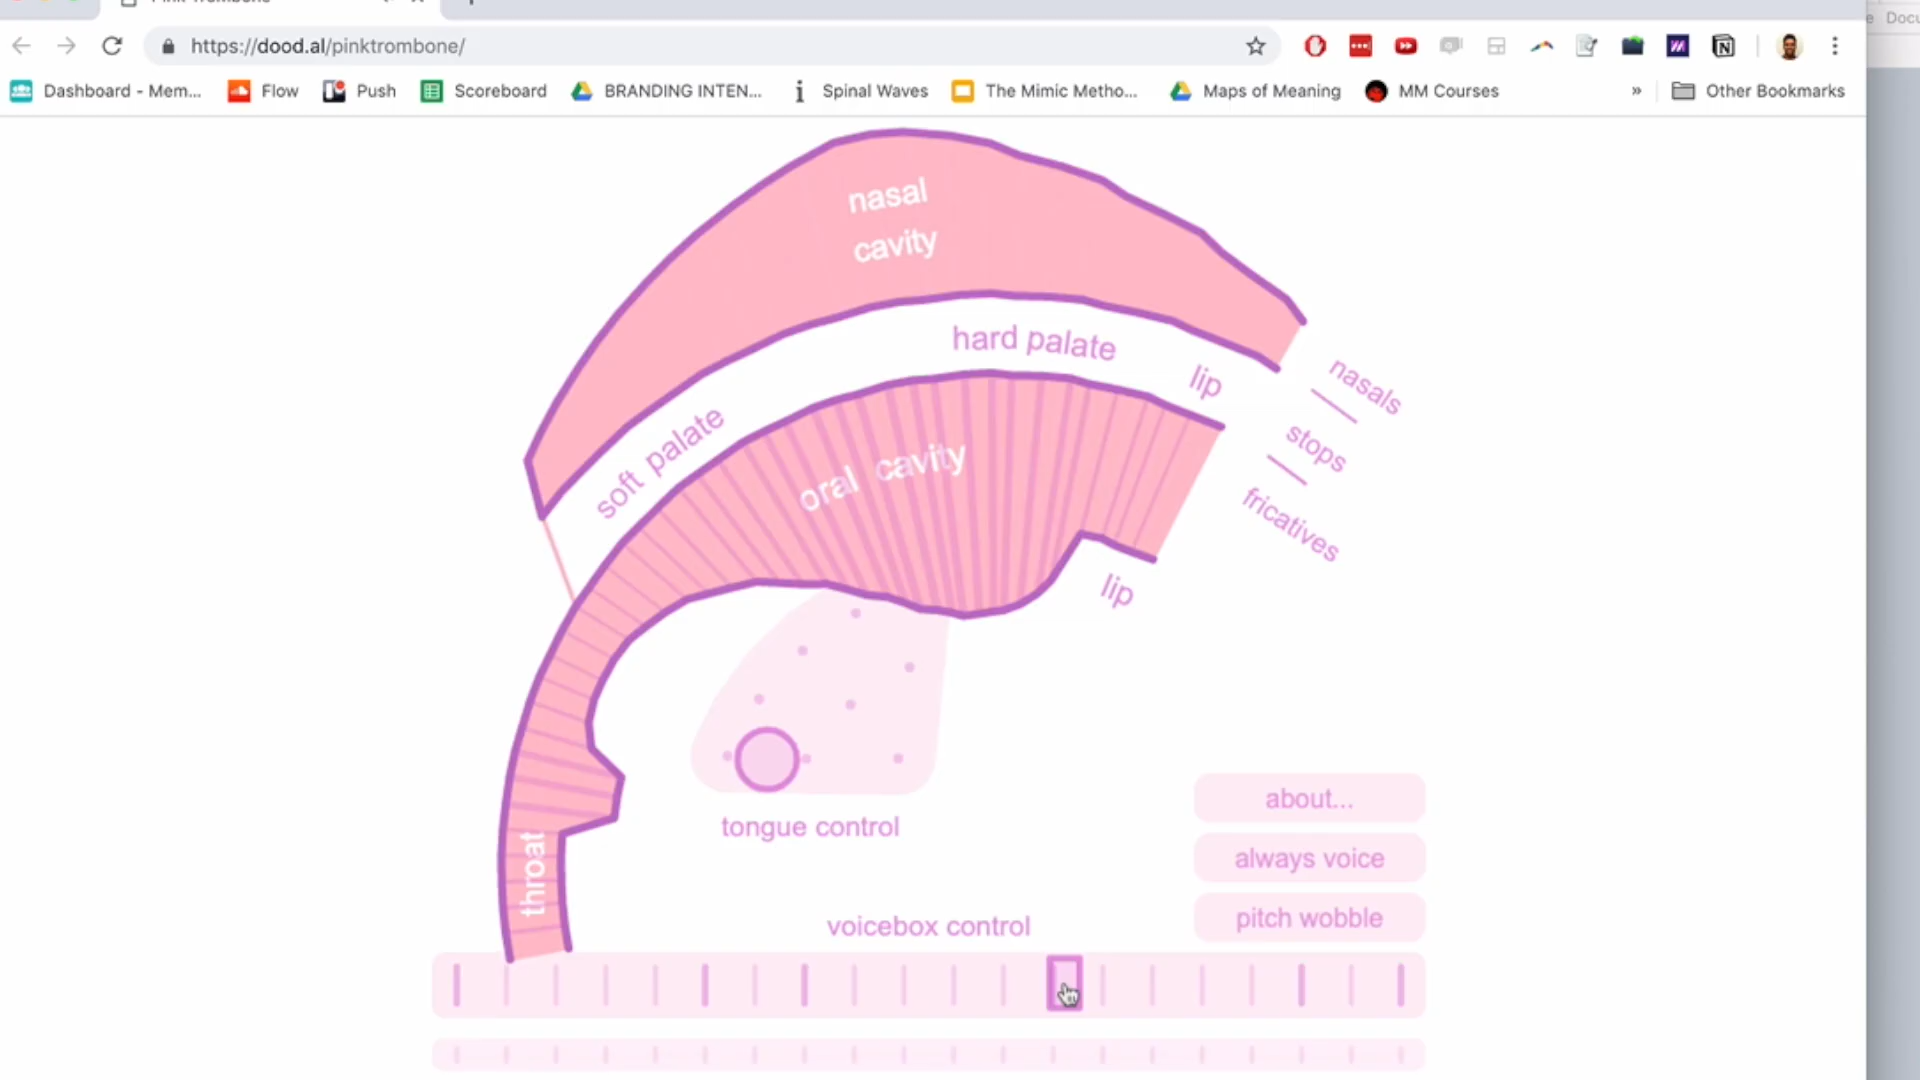 https://dood.al/pinktrombone/
Dashboard - Mem... Flow Push Scoreboard BRANDING INTEN... Spinal Waves The Mimic Metho... Maps of Meaning MM Courses » Other Bookmarks
nasal
cavity
hard palate
lip
nasals
soft palate
stops
oral cavity
fricatives
lip
about...
tongue control
throat
always voice
pitch wobble
voicebox control